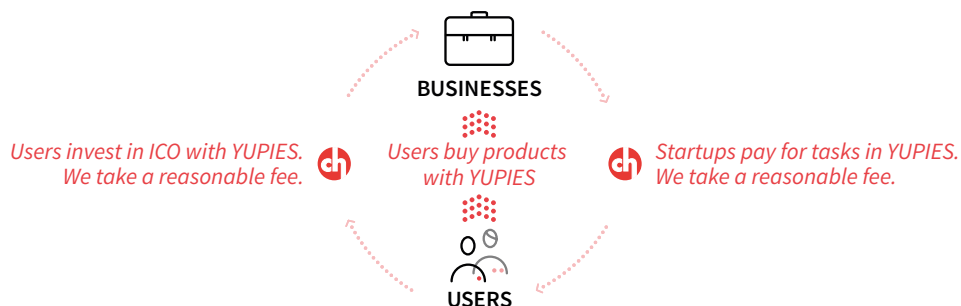 BUSINESSES
Users invest in ICO with YUPIES.
We take a reasonable fee.
Users buy products
with YUPIES
Startups pay for tasks in YUPIES.
We take a reasonable fee.
USERS